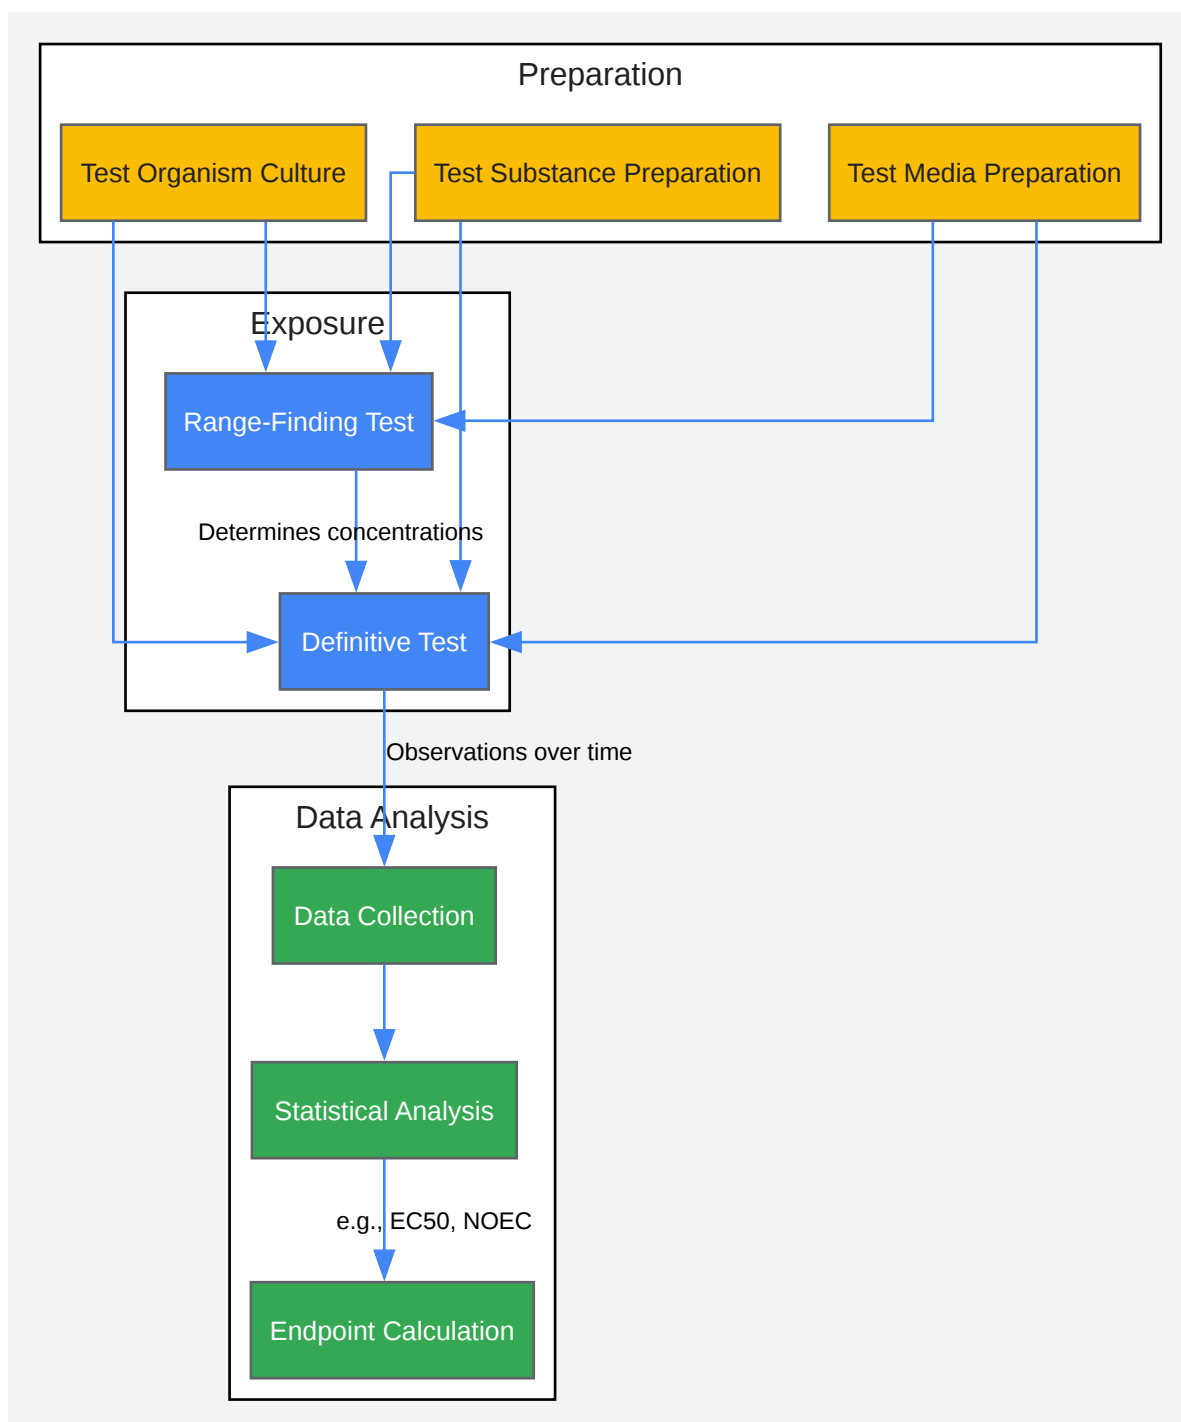 Preparation
Test Organism Culture
Test Substance Preparation
Test Media Preparation
Exposure
Range-Finding Test
Determines concentrations
Definitive Test
Observations over time
Data Analysis
Data Collection
Statistical Analysis
e.g., EC50, NOEC
Endpoint Calculation